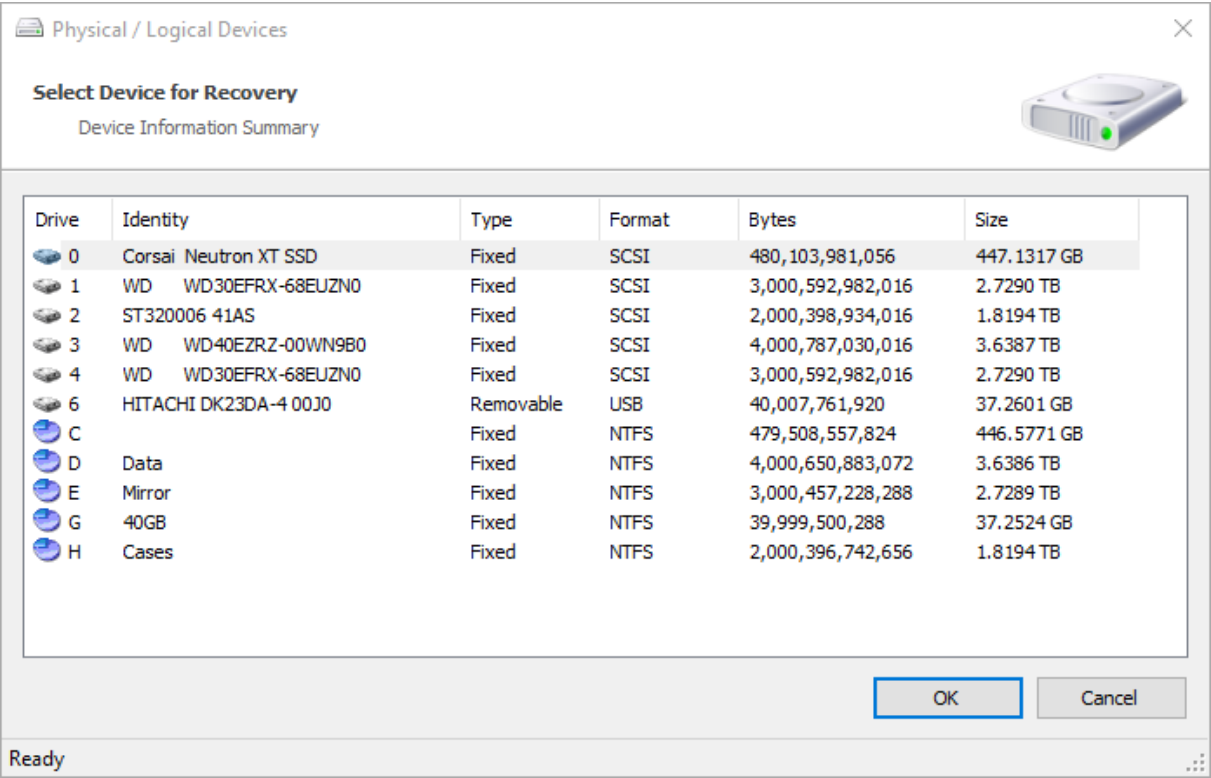 Physical / Logical Devices
Select Device for Recovery
Device Information Summary
Drive Identity Type Format Bytes Size
0 Corsai Neutron XT SSD Fixed SCSI 480,103,981,056 447.1317 GB
1 WD WD30EFRX-68EUZN0 Fixed SCSI 3,000,592,982,016 2.7290 TB
2 ST320006 41AS Fixed SCSI 2,000,398,934,016 1.8194 TB
3 WD WD40EZRZ-00WN9B0 Fixed SCSI 4,000,787,030,016 3.6387 TB
4 WD WD30EFRX-68EUZN0 Fixed SCSI 3,000,592,982,016 2.7290 TB
6 HITACHI DK23DA-4 00J0 Removable USB 40,007,761,920 37.2601 GB
C Fixed NTFS 479,508,557,824 446.5771 GB
D Data Fixed NTFS 4,000,650,883,072 3.6386 TB
E Mirror Fixed NTFS 3,000,457,228,288 2.7289 TB
G 40GB Fixed NTFS 39,999,500,288 37.2524 GB
H Cases Fixed NTFS 2,000,396,742,656 1.8194 TB
OK Cancel
Ready